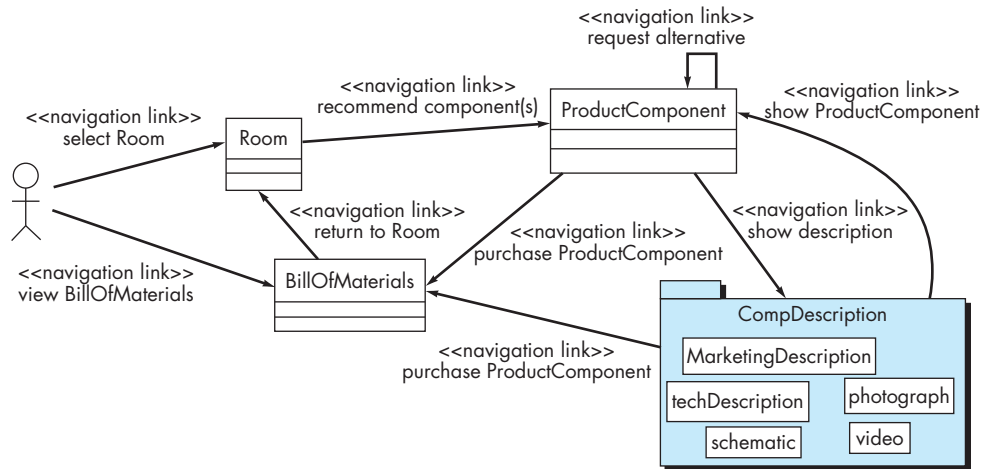 <<navigation link>>
request alternative
<<navigation link>>
select Room
<<navigation link>>
recommend component(s)
<<navigation link>>
show ProductComponent
ProductComponent
Room
<<navigation link>>
return to Room
<<navigation link>>
purchase ProductComponent
<<navigation link>>
show description
<<navigation link>>
view BillOfMaterials
BillOfMaterials
<<navigation link>>
purchase ProductComponent
CompDescription
MarketingDescription
techDescription
photograph
schematic
video